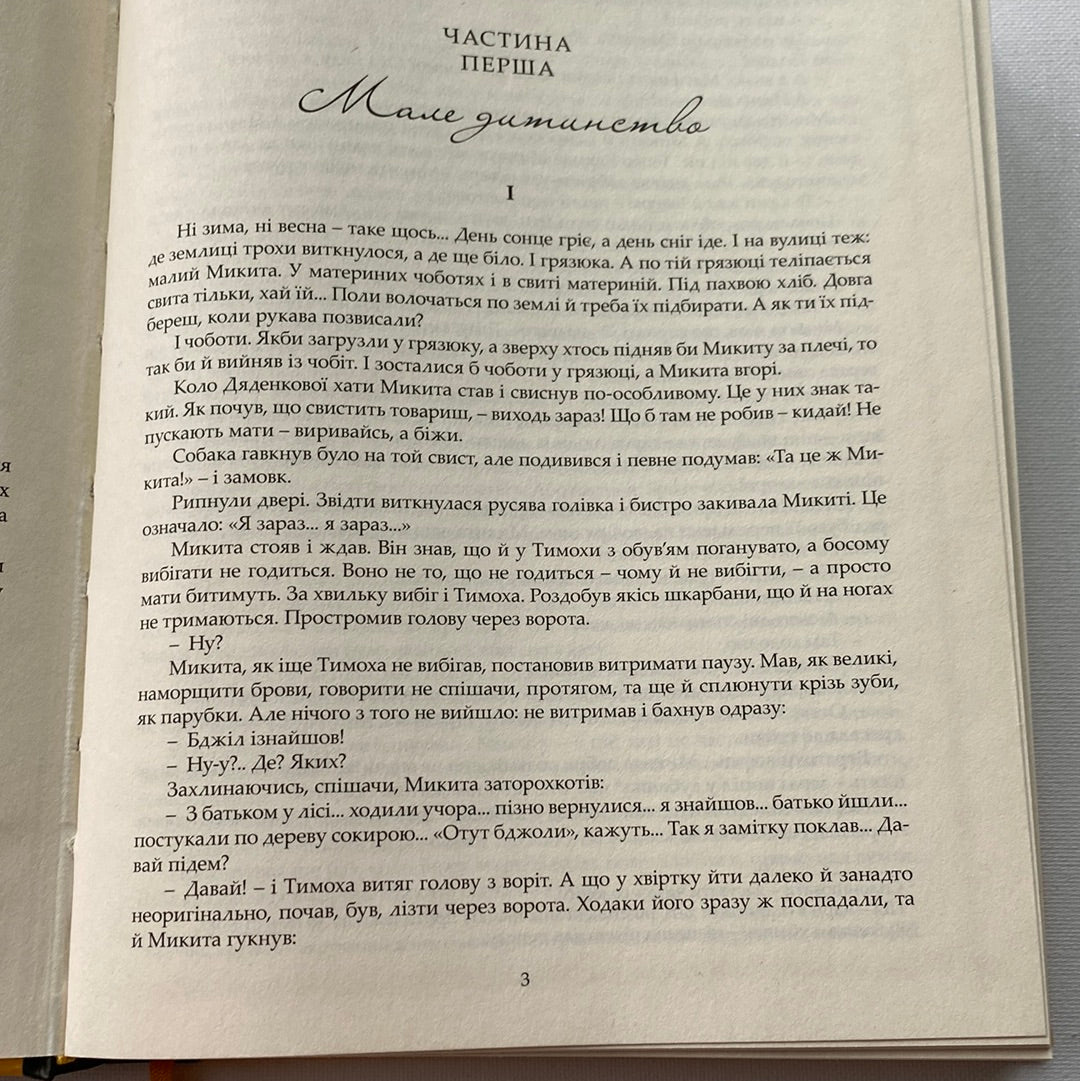 ЧАСТИНА
ПЕРША
Мале дитинство
I
Ні зима, ні весна – таке щось... День сонце гріє, а день сніг іде. І на вулиці теж:
де землиці трохи виткнулося, а де ще біло. І грязюка. А по тій грязюці теліпається
малий Микита. У материних чоботях і в свиті материній. Під пахвою хліб. Довга
свита тільки, хай їй... Поли волочаться по землі й треба їх підбирати. А як ти їх під-
береш, коли рукава позвисали?
І чоботи. Якби загрузли у грязюку, а зверху хтось підняв би Микиту за плечі, то
так би й вийняв із чобіт. І зосталися б чоботи у грязюці, а Микита вгорі.
Коло Дяденкової хати Микита став і свиснув по-особливому. Це у них знак та-
кий. Як почув, що свистить товариш, – виходь зараз! Що б там не робив – кидай! Не
пускають мати – виривайсь, а біжи.
Собака гавкнув було на той свист, але подивився і певне подумав: «Та це ж Ми-
кита!» – і замовк.
Рипнули двері. Звідти виткнулася русява голівка і бистро закивала Микиті. Це
означало: «Я зараз... я зараз...»
Микита стояв і ждав. Він знав, що й у Тимохи з обув'ям поганувато, а босому
вибігати не годиться. Воно не то, що не годиться – чому й не вибігти, – а просто
мати битимуть. За хвильку вибіг і Тимоха. Роздобув якісь шкарбани, що й на ногах
не тримаються. Простромив голову через ворота.
– Ну?
Микита, як іще Тимоха не вибігав, постановив витримати паузу. Мав, як великі,
наморщити брови, говорити не спішачи, протягом, та ще й сплюнути крізь зуби,
як парубки. Але нічого з того не вийшло: не витримав і бахнув одразу:
– Бджіл ізнайшов!
– Ну-у?.. Де? Яких?
Захлинаючись, спішачи, Микита заторохкотів:
– З батьком у лісі... ходили учора... пізно вернулися... я знайшов... батько йшли...
постукали по дереву сокирою... «Отут бджоли», кажуть... Так я замітку поклав... Да-
вай підем?
– Давай! – і Тимоха витяг голову з воріт. А що у хвіртку йти далеко й занадто
неоригінально, почав, був, лізти через ворота. Ходаки його зразу ж поспадали, та
й Микита гукнув:
3
я
х
а